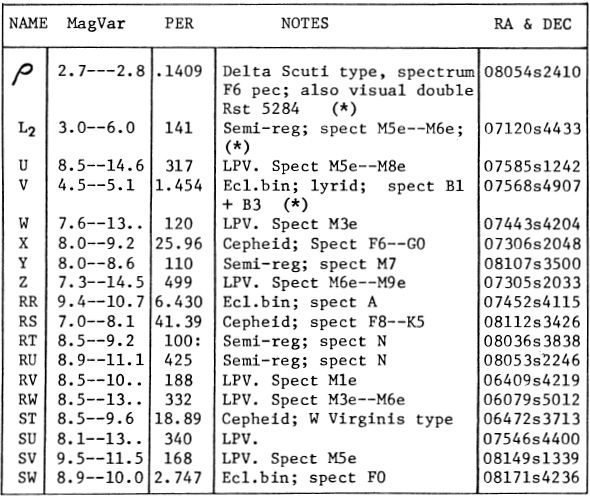 NAME MagVar PER NOTES RA & DEC
ρ 2.7---2.8 .1409 Delta Scuti type, spectrum 08054s2410
F6 pec; also visual double
Rst 5284 (*)
L₂ 3.0--6.0 141 Semi-reg; spect M5e--M6e; 07120s4433
(*)
U 8.5--14.6 317 LPV. Spect M5e--M8e 07585s1242
V 4.5--5.1 1.454 Ecl.bin; lyrid; spect B1 07568s4907
+ B3 (*)
W 7.6--13.. 120 LPV. Spect M3e 07443s4204
X 8.0--9.2 25.96 Cepheid; Spect F6--G0 07306s2048
Y 8.0--8.6 110 Semi-reg; spect M7 08107s3500
Z 7.3--14.5 499 LPV. Spect M6e--M9e 07305s2033
RR 9.4--10.7 6.430 Ecl.bin; spect A 07452s4115
RS 7.0--8.1 41.39 Cepheid; spect F8--K5 08112s3426
RT 8.5--9.2 100: Semi-reg; spect N 08036s3838
RU 8.9--11.1 425 Semi-reg; spect N 08053s2246
RV 8.5--10.. 188 LPV. Spect M1e 06409s4219
RW 8.5--13.. 332 LPV. Spect M3e--M6e 06079s5012
ST 8.5--9.6 18.89 Cepheid; W Virginis type 06472s3713
SU 8.1--13.. 340 LPV. 07546s4400
SV 9.5--11.5 168 LPV. Spect M5e 08149s1339
SW 8.9--10.0 2.747 Ecl.bin; spect F0 08171s4236